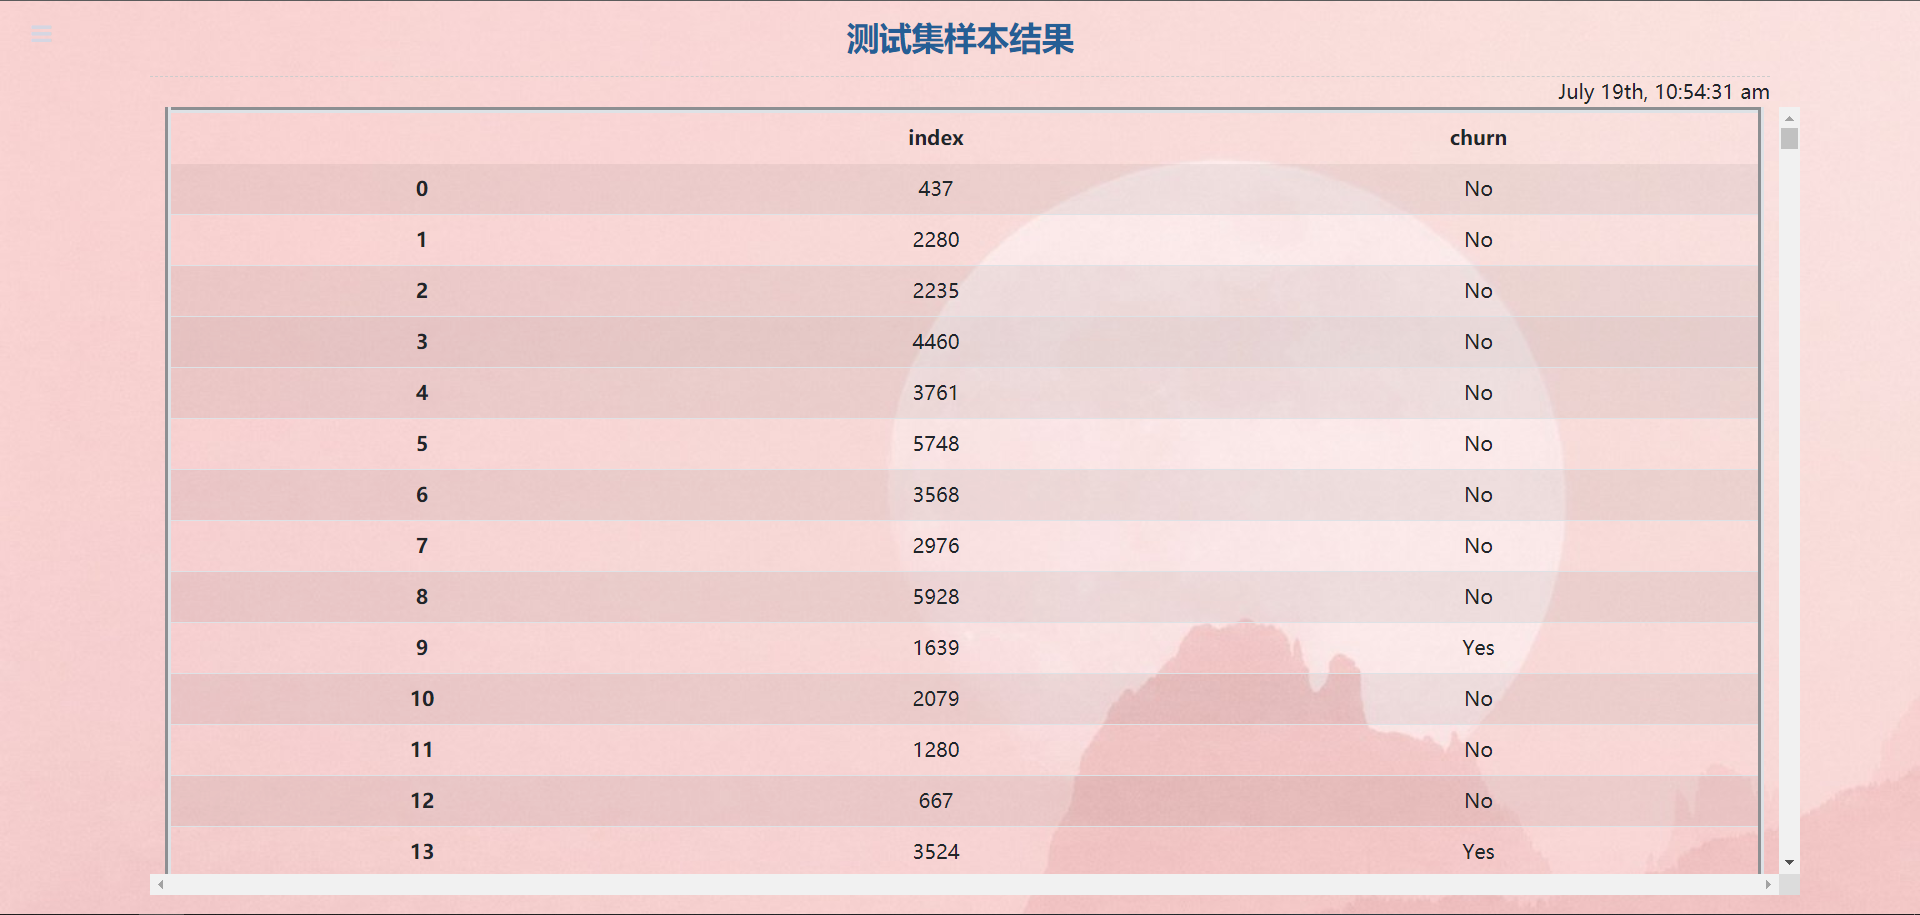 测试集样本结果
July 19th, 10:54:31 am
index churn
0 437 No
1 2280 No
2 2235 No
3 4460 No
4 3761 No
5 5748 No
6 3568 No
7 2976 No
8 5928 No
9 1639 Yes
10 2079 No
11 1280 No
12 667 No
13 3524 Yes